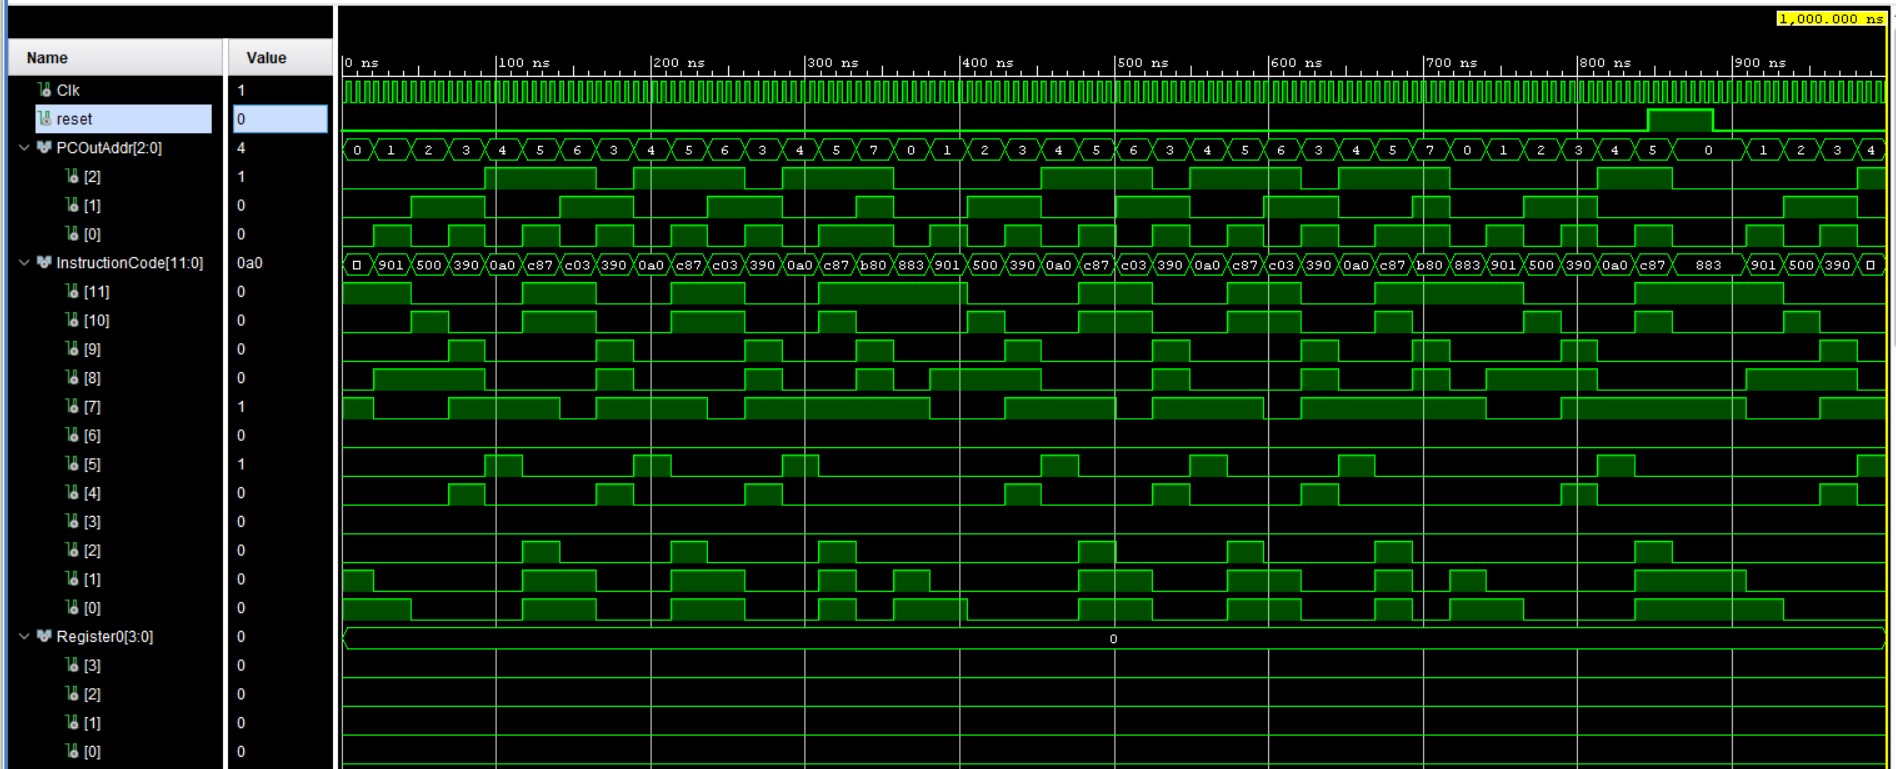 1,000.000 ns
Name Value
0 ns 100 ns 200 ns 300 ns 400 ns 500 ns 600 ns 700 ns 800 ns 900 ns
Clk 1
reset 0
PCOutAddr[2:0] 4 0 1 2 3 4 5 6 3 4 5 6 3 4 5 7 0 1 2 3 4 5 6 3 4 5 6 3 4 5 7 0 1 2 3 4 5 0 1 2 3 4
[2] 1
[1] 0
[0] 0
InstructionCode[11:0] 0a0 901 500 390 0a0 c87 c03 390 0a0 c87 c03 390 0a0 c87 b80 883 901 500 390 0a0 c87 c03 390 0a0 c87 c03 390 0a0 c87 b80 883 901 500 390 0a0 c87 883 901 500 390
[11] 0
[10] 0
[9] 0
[8] 0
[7] 1
[6] 0
[5] 1
[4] 0
[3] 0
[2] 0
[1] 0
[0] 0
Register0[3:0] 0 0
[3] 0
[2] 0
[1] 0
[0] 0